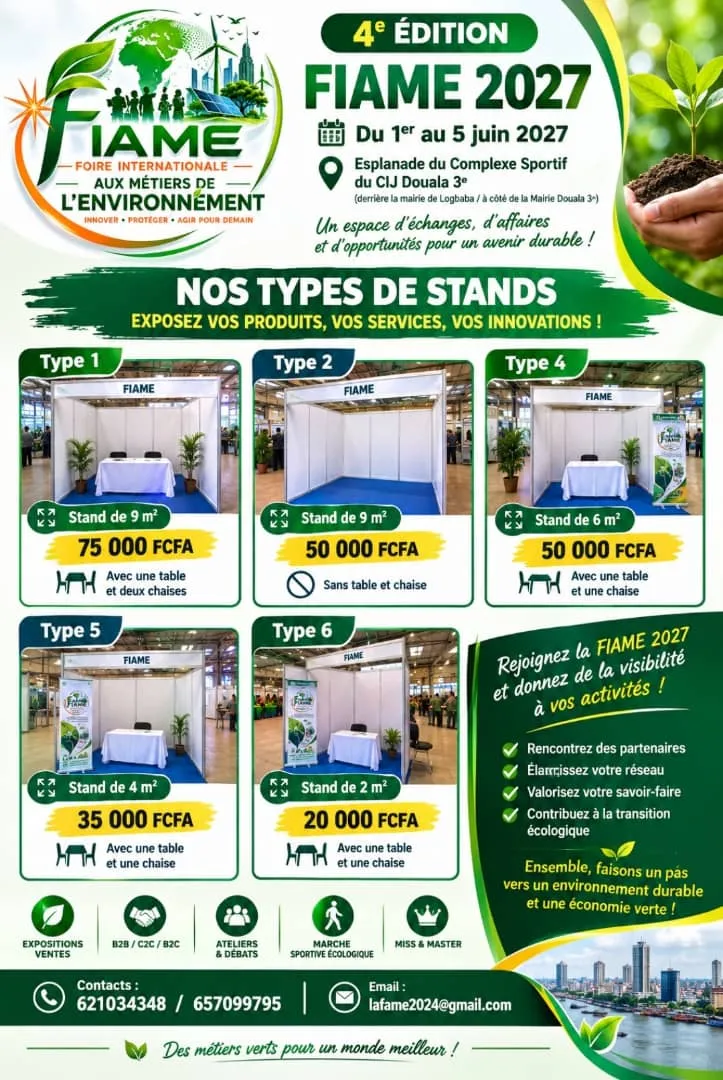 FIAME
FOIRE INTERNATIONALE
AUX MÉTIERS DE
L'ENVIRONNÉMENT
INNOVER • PROTÉGER • AGIR POUR DEMAIN
4e ÉDITION
FIAME 2027
Du 1er au 5 juin 2027
Esplanade du Complexe Sportif
du CIJ Douala 3e
(derrière la mairie de Logbaba / à côté de la Mairie Douala 3e)
Un espace d'échanges, d'affaires
et d'opportunités pour un avenir durable !
NOS TYPES DE STANDS
EXPOSEZ VOS PRODUITS, VOS SERVICES, VOS INNOVATIONS !
Type 1
FIAME
Stand de 9 m²
75 000 FCFA
Avec une table
et deux chaises
Type 2
FIAME
Stand de 9 m²
50 000 FCFA
Sans table et chaise
Type 4
FIAME
FIAME
Stand de 6 m²
50 000 FCFA
Avec une table
et une chaise
Type 5
FIAME
FIAME
Stand de 4 m²
35 000 FCFA
Avec une table
et une chaise
Type 6
FIAME
FIAME
Stand de 2 m²
20 000 FCFA
Avec une table
et une chaise
Rejoignez la FIAME 2027
et donnez de la visibilité
à vos activités !
Rencontrez des partenaires
votre réseau
Valorisez votre savoir-faire
Contribuez à la transition
écologique
Ensemble, faisons un pas
vers un environnement durable
et une économie verte !
EXPOSITIONS
VENTES
B2B / C2C / B2C
ATELIERS
& DÉBATS
MARCHE
SPORTIVE ÉCOLOGIQUE
MISS & MASTER
Contacts :
621034348 / 657099795
Email :
lafame2024@gmail.com
Des métiers verts pour un monde meilleur !